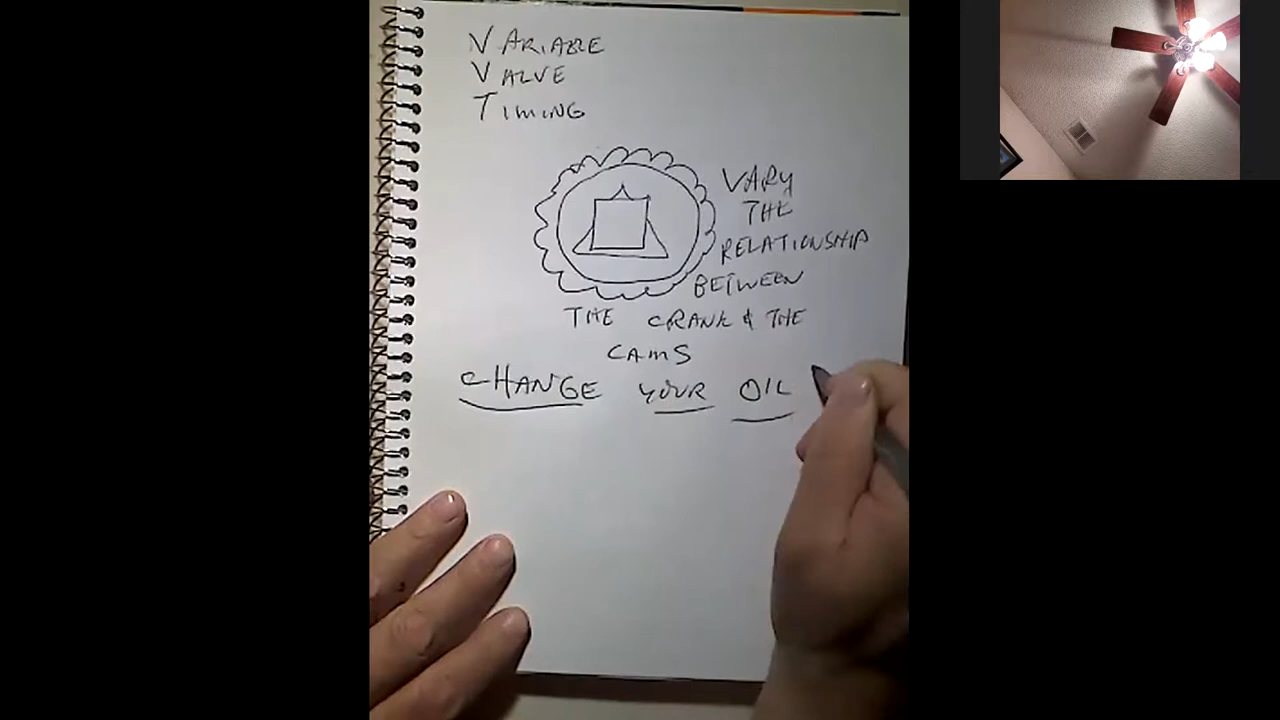 VARIABLE
VALVE
TIMING
VARY
THE
RELATIONSHIP
BETWEEN
THE CRANK & THE
CAMS
CHANGE YOUR OIL